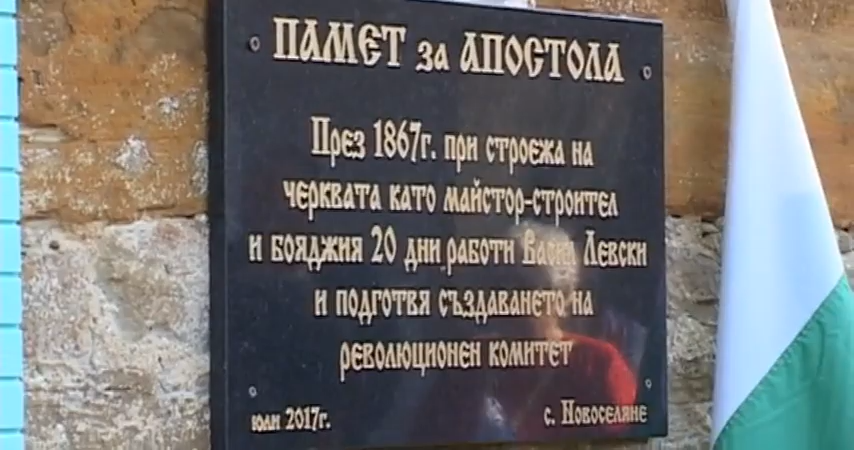 ПАМЕТ за АПОСТОЛА
През 1867г. при строежа на
черквата като майстор-строител
и бояджия 20 дни работи Васил Левски
и подготвя създаването на
революционен комитет
юли 2017г.
с. Новоселяне